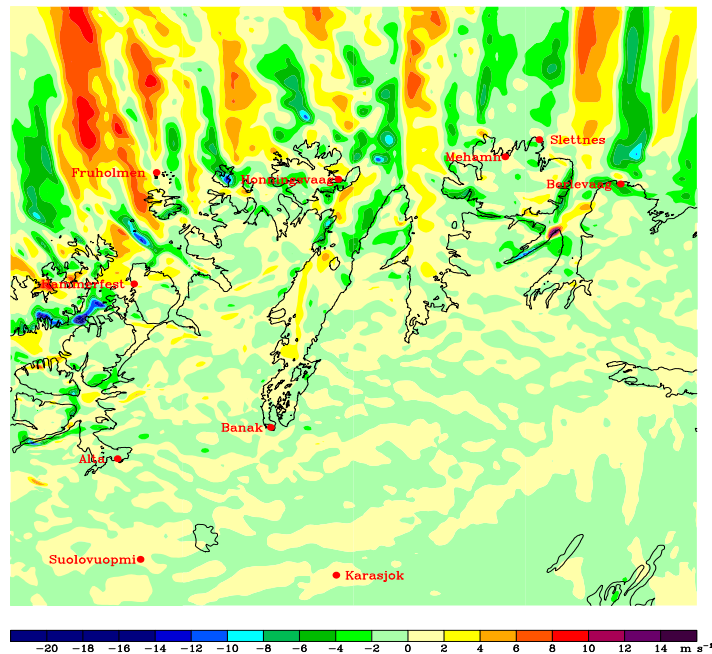 Slettnes
Mehamn
Fruholmen
Honningsvaag
Berlevaag
Hammerfest
Banak
Alta
Suolovuopmi
Karasjok
-20 -18 -16 -14 -12 -10 -8 -6 -4 -2 0 2 4 6 8 10 12 14 m s⁻¹